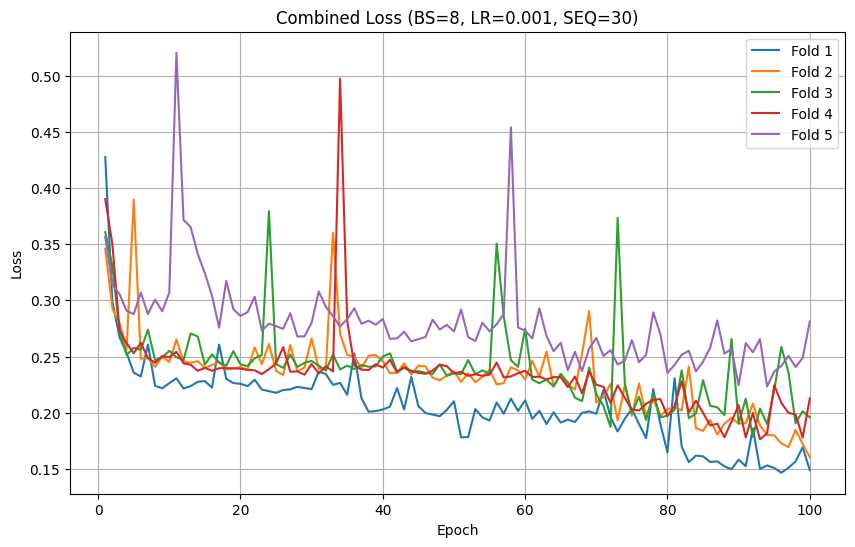 Combined Loss (BS=8, LR=0.001, SEQ=30)
Fold 1
Fold 2
Fold 3
Fold 4
Fold 5
Loss
0.50
0.45
0.40
0.35
0.30
0.25
0.20
0.15
0 20 40 60 80 100
Epoch